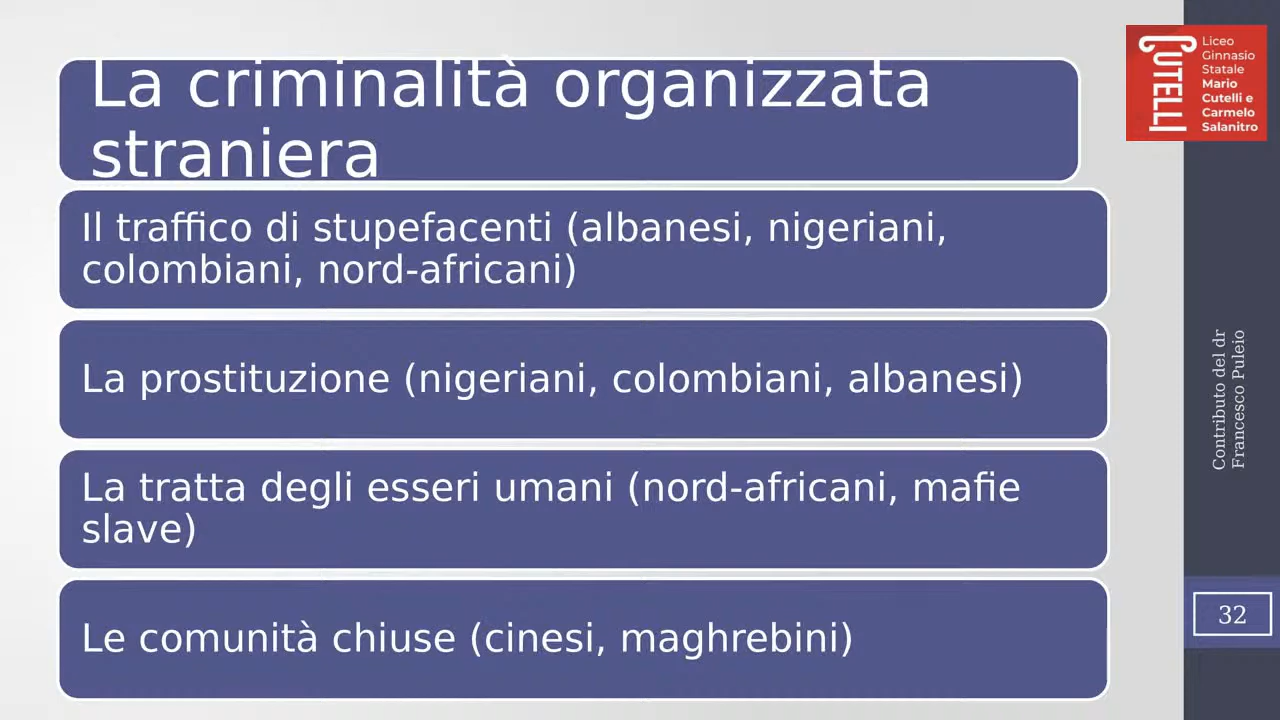 La criminalità organizzata
straniera
Il traffico di stupefacenti (albanesi, nigeriani,
colombiani, nord-africani)
La prostituzione (nigeriani, colombiani, albanesi)
La tratta degli esseri umani (nord-africani, mafie
slave)
Le comunità chiuse (cinesi, maghrebini)
CUTELLI
Liceo
Ginnasio
Statale
Mario
Cutelli e
Carmelo
Salanitro
Contributo del dr
Francesco Puleio
32